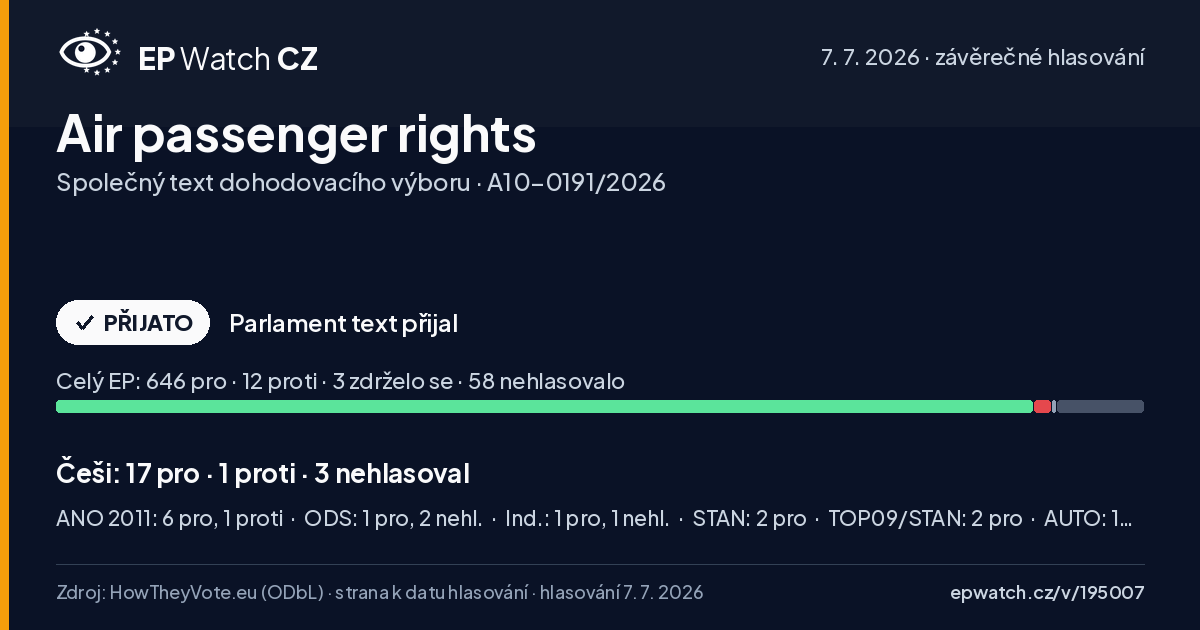 EP Watch CZ
7. 7. 2026 · závěrečné hlasování
Air passenger rights
Společný text dohodovacího výboru · A10-0191/2026
✓ PŘIJATO
Parlament text přijal
Celý EP: 646 pro · 12 proti · 3 zdrželo se · 58 nehlasovalo
Češi: 17 pro · 1 proti · 3 nehlasoval
ANO 2011: 6 pro, 1 proti · ODS: 1 pro, 2 nehl. · Ind.: 1 pro, 1 nehl. · STAN: 2 pro · TOP09/STAN: 2 pro · AUTO: 1…
Zdroj: HowTheyVote.eu (ODbL) · strana k datu hlasování · hlasování 7. 7. 2026
epwatch.cz/v/195007